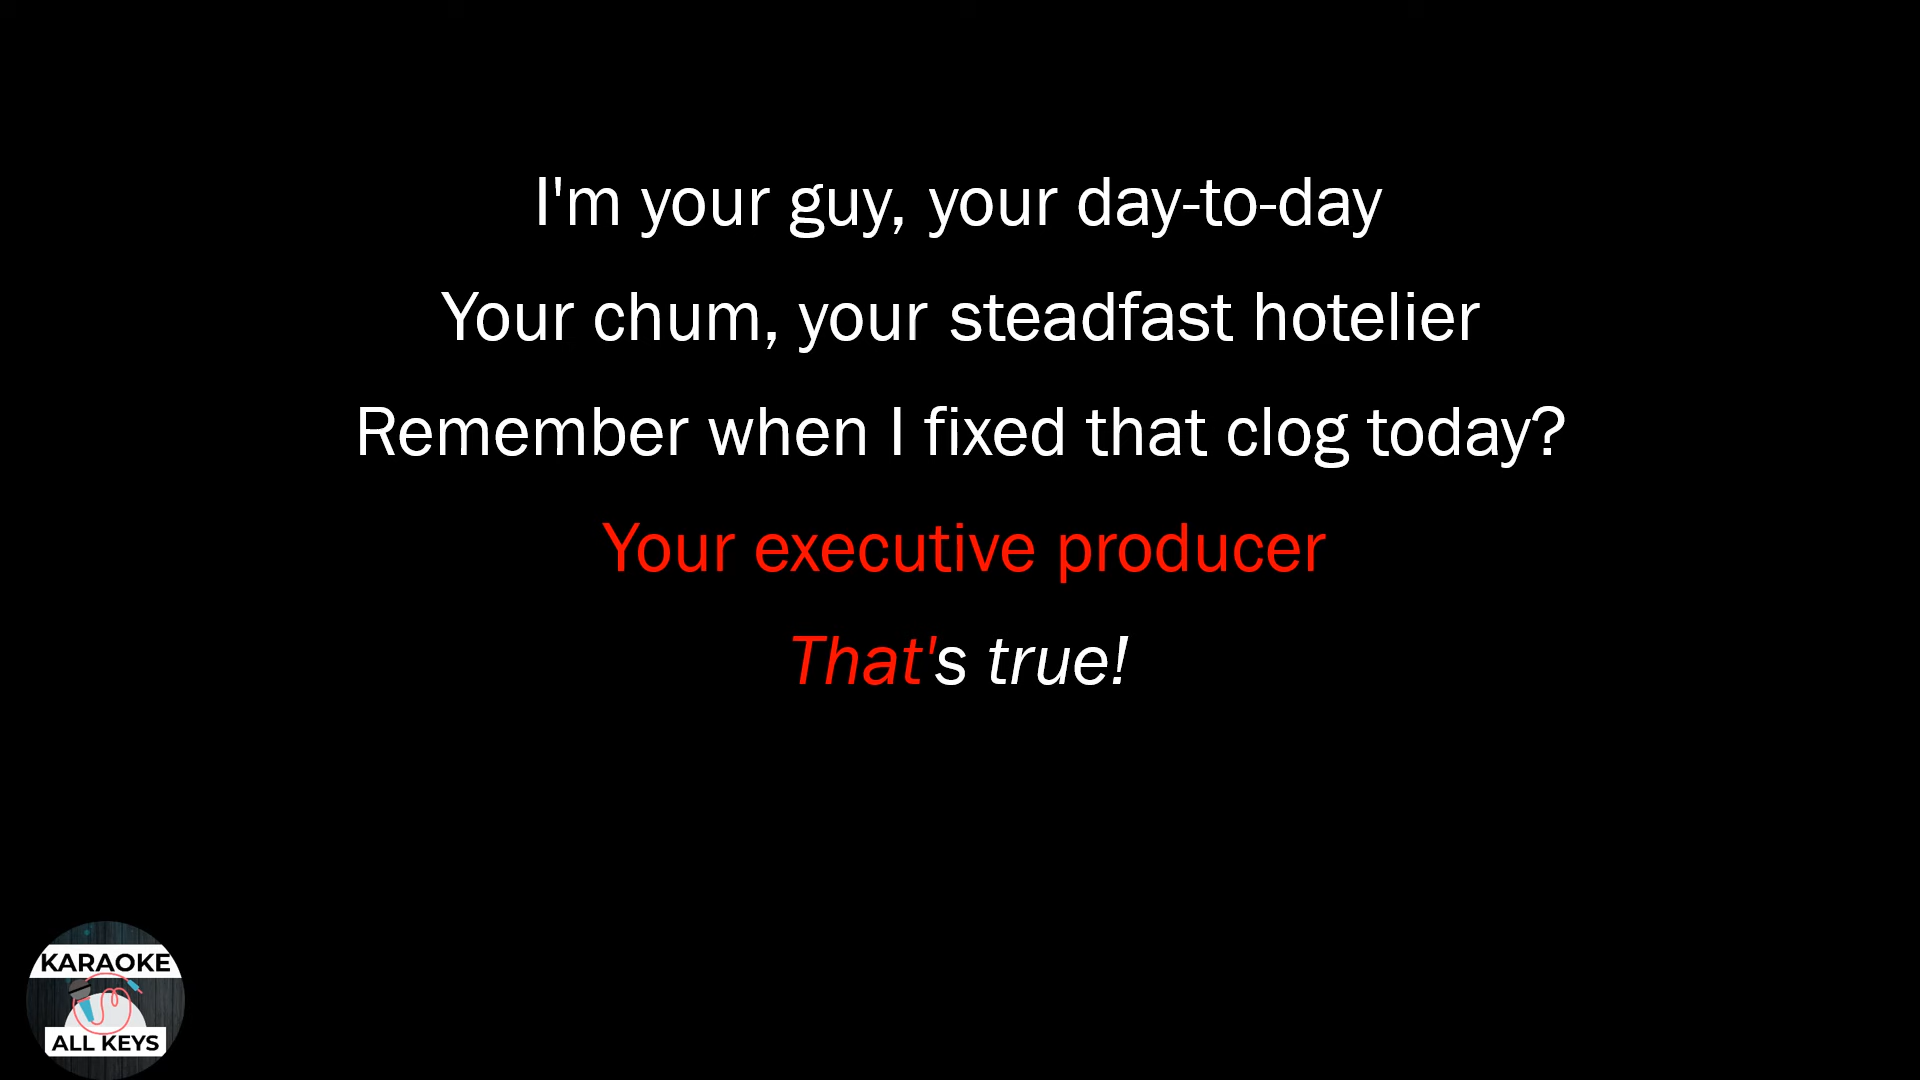 I'm your guy, your day-to-day
Your chum, your steadfast hotelier
Remember when I fixed that clog today?
Your executive producer
That's true!
KARAOKE
ALL KEYS